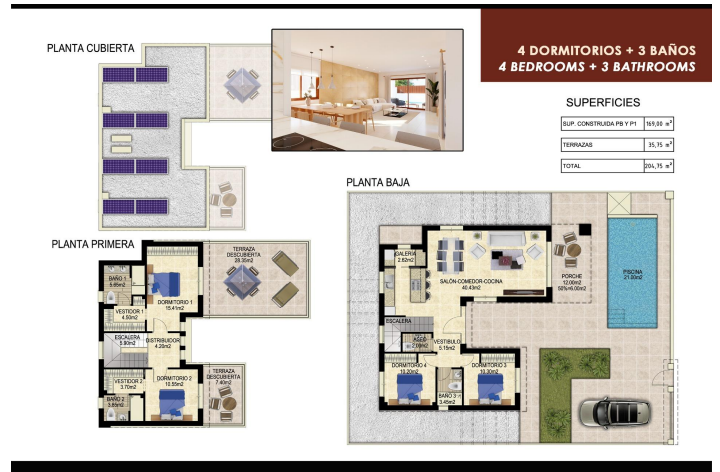 4 DORMITORIOS + 3 BAÑOS
4 BEDROOMS + 3 BATHROOMS
PLANTA CUBIERTA
SUPERFICIES
SUP. CONSTRUIDA PB Y P1 169,00 m²
TERRAZAS 35,75 m²
TOTAL 204,75 m²
PLANTA BAJA
GALERIA
2.62m2
SALÓN-COMEDOR-COCINA
40.43m2
PORCHE
12.00m2
50%=6.00m2
PISCINA
21.00m2
ESCALERA
ASEO
2.09m2
VESTIBULO
5.15m2
DORMITORIO 4
10.20m2
BAÑO 3
3.45m2
DORMITORIO 3
10.30m2
PLANTA PRIMERA
TERRAZA
DESCUBIERTA
28.35m2
BAÑO 1
5.65m2
DORMITORIO 1
15.41m2
VESTIDOR 1
4.50m2
ESCALERA
5.90m2
DISTRIBUIDOR
4.20m2
VESTIDOR 2
3.70m2
DORMITORIO 2
10.55m2
TERRAZA
DESCUBIERTA
7.40m2
BAÑO 2
3.85m2